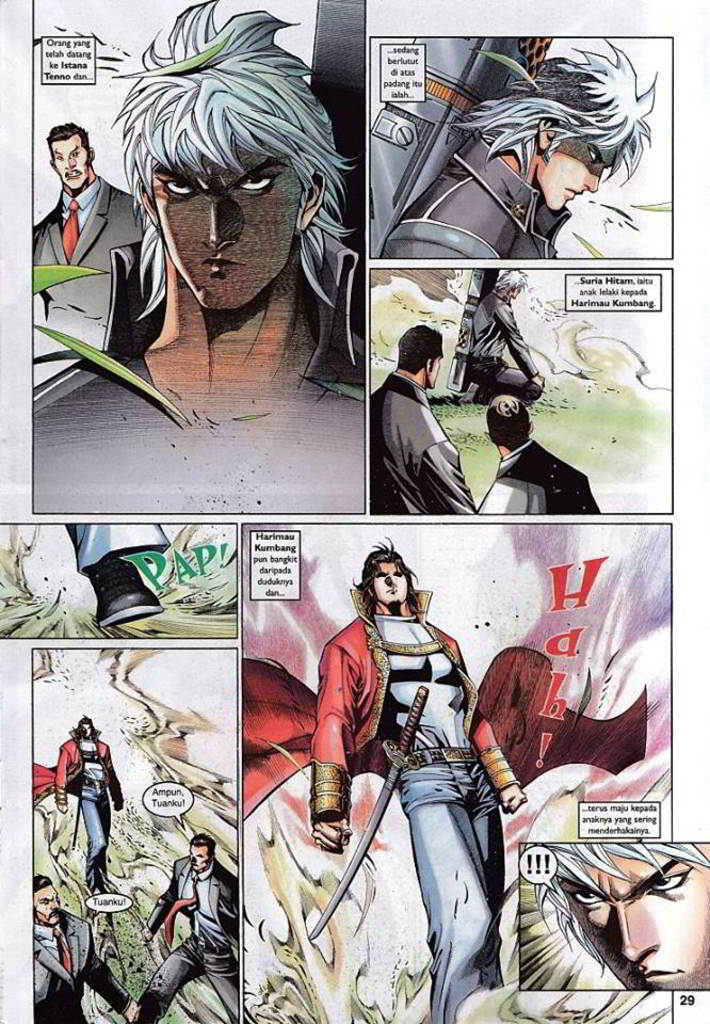 Orang yang
telah datang
ke Istana
Tenno dan...
...sedang
berlutut
di atas
padang itu
ialah...
...Suria Hitam, iaitu
anak lelaki kepada
Harimau Kumbang.
PAP!
Ampun,
Tuanku!
Tuanku!
Harimau
Kumbang
pun bangkit
daripada
duduknya
dan...
Hah!
...terus maju kepada
anaknya yang sering
menderhakainya.
!!!
29